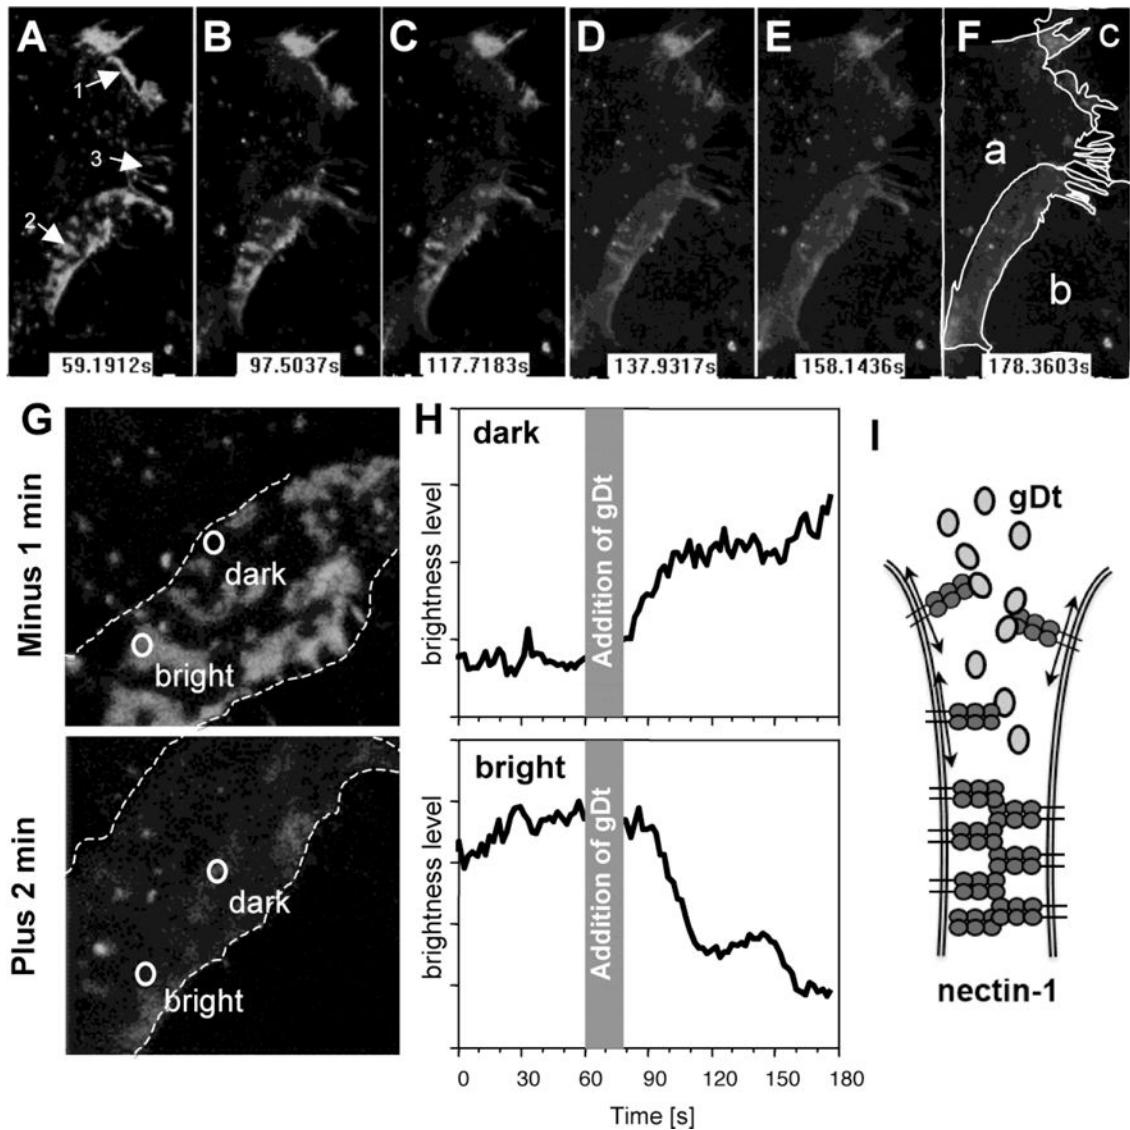 A
B
C
D
E
F
c
1
3
2
a
b
59.1912s
97.5037s
117.7183s
137.9317s
158.1436s
178.3603s
G
Minus 1 min
dark
bright
Plus 2 min
dark
bright
H
dark
brightness level
Addition of gDt
bright
brightness level
Addition of gDt
0 30 60 90 120 150 180
Time [s]
I
gDt
nectin-1